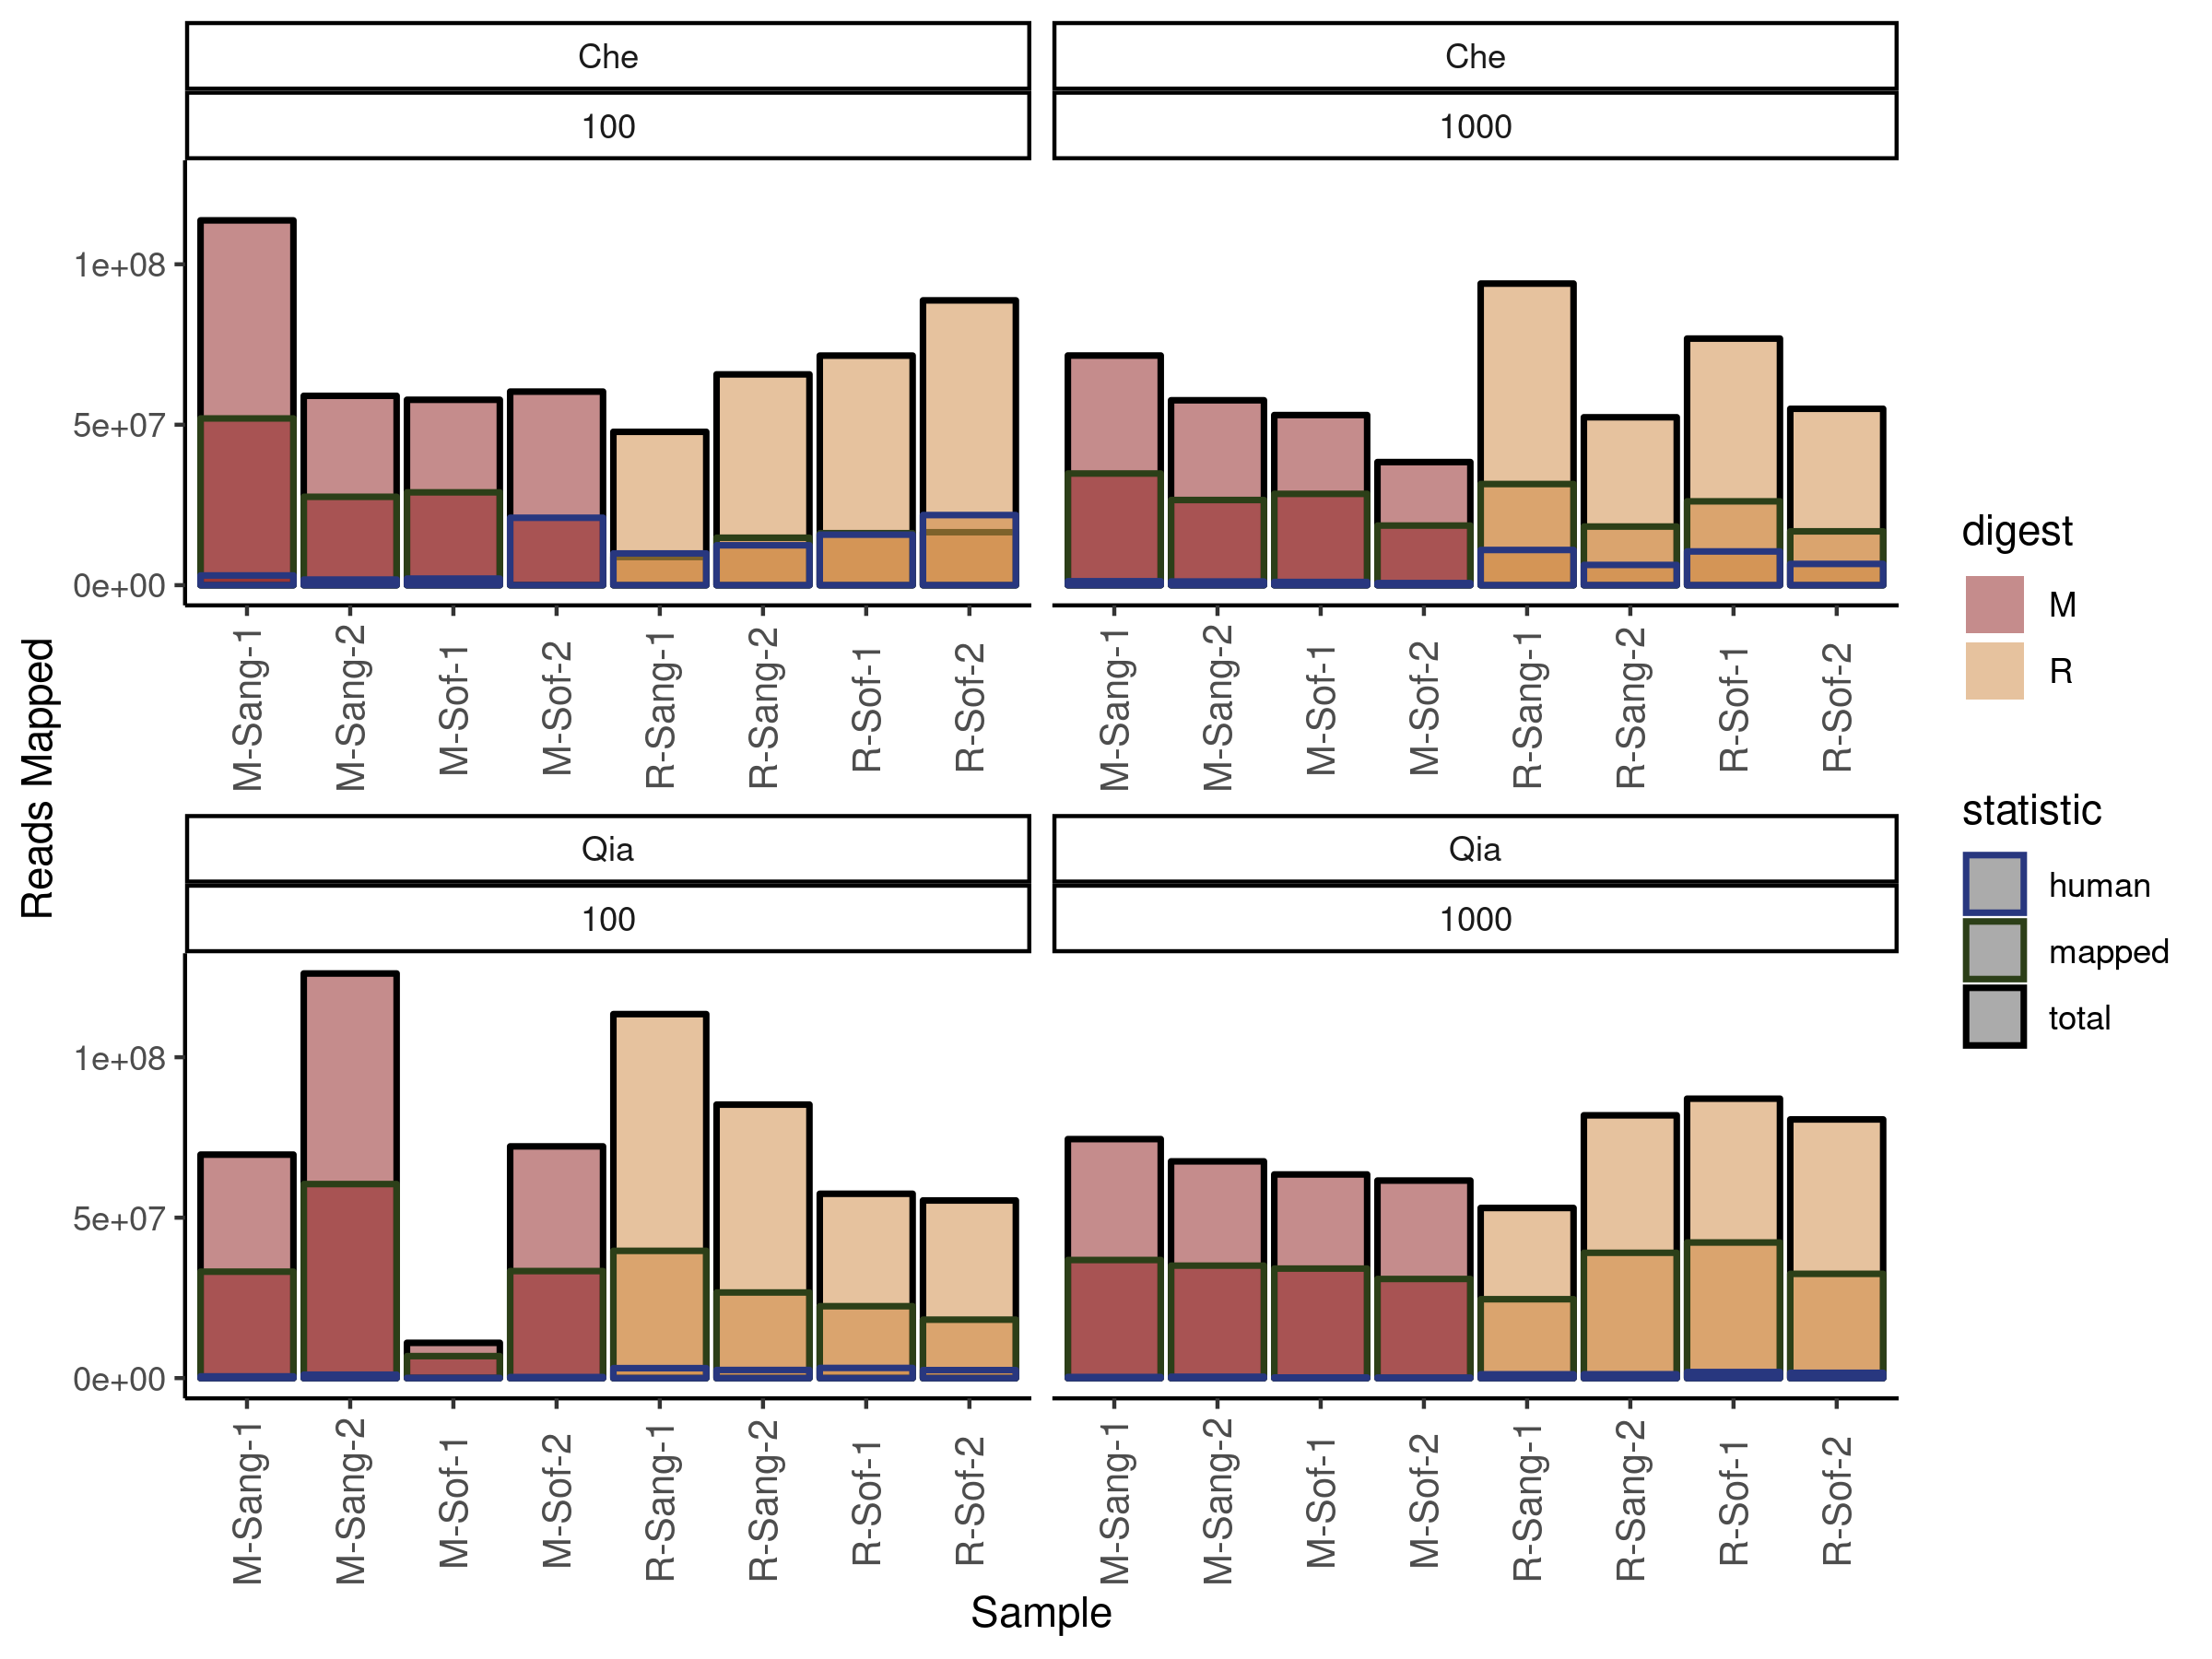 Che
Che
100
1000
1e+08
5e+07
0e+00
M-Sang-1
M-Sang-2
M-Sof-1
M-Sof-2
R-Sang-1
R-Sang-2
R-Sof-1
R-Sof-2
M-Sang-1
M-Sang-2
M-Sof-1
M-Sof-2
R-Sang-1
R-Sang-2
R-Sof-1
R-Sof-2
Reads Mapped
Qia
Qia
100
1000
1e+08
5e+07
0e+00
M-Sang-1
M-Sang-2
M-Sof-1
M-Sof-2
R-Sang-1
R-Sang-2
R-Sof-1
R-Sof-2
M-Sang-1
M-Sang-2
M-Sof-1
M-Sof-2
R-Sang-1
R-Sang-2
R-Sof-1
R-Sof-2
Sample
digest
M
R
statistic
human
mapped
total